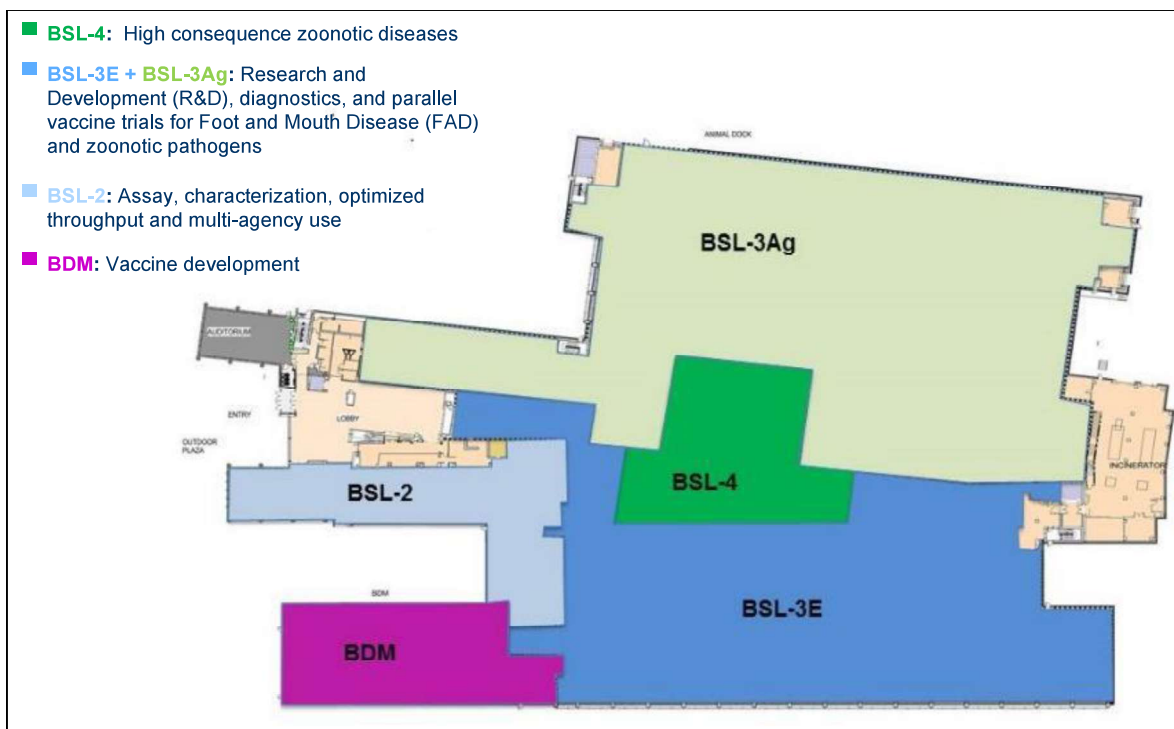 BSL-4: High consequence zoonotic diseases
BSL-3E + BSL-3Ag: Research and
Development (R&D), diagnostics, and parallel
vaccine trials for Foot and Mouth Disease (FAD)
and zoonotic pathogens
BSL-2: Assay, characterization, optimized
throughput and multi-agency use
BDM: Vaccine development
ANIMAL DOCK
BSL-3Ag
AUDITORIUM
ENTRY
LOBBY
OUTDOOR
PLAZA
INCINERATOR
BSL-4
BSL-2
BDM
BSL-3E
BDM